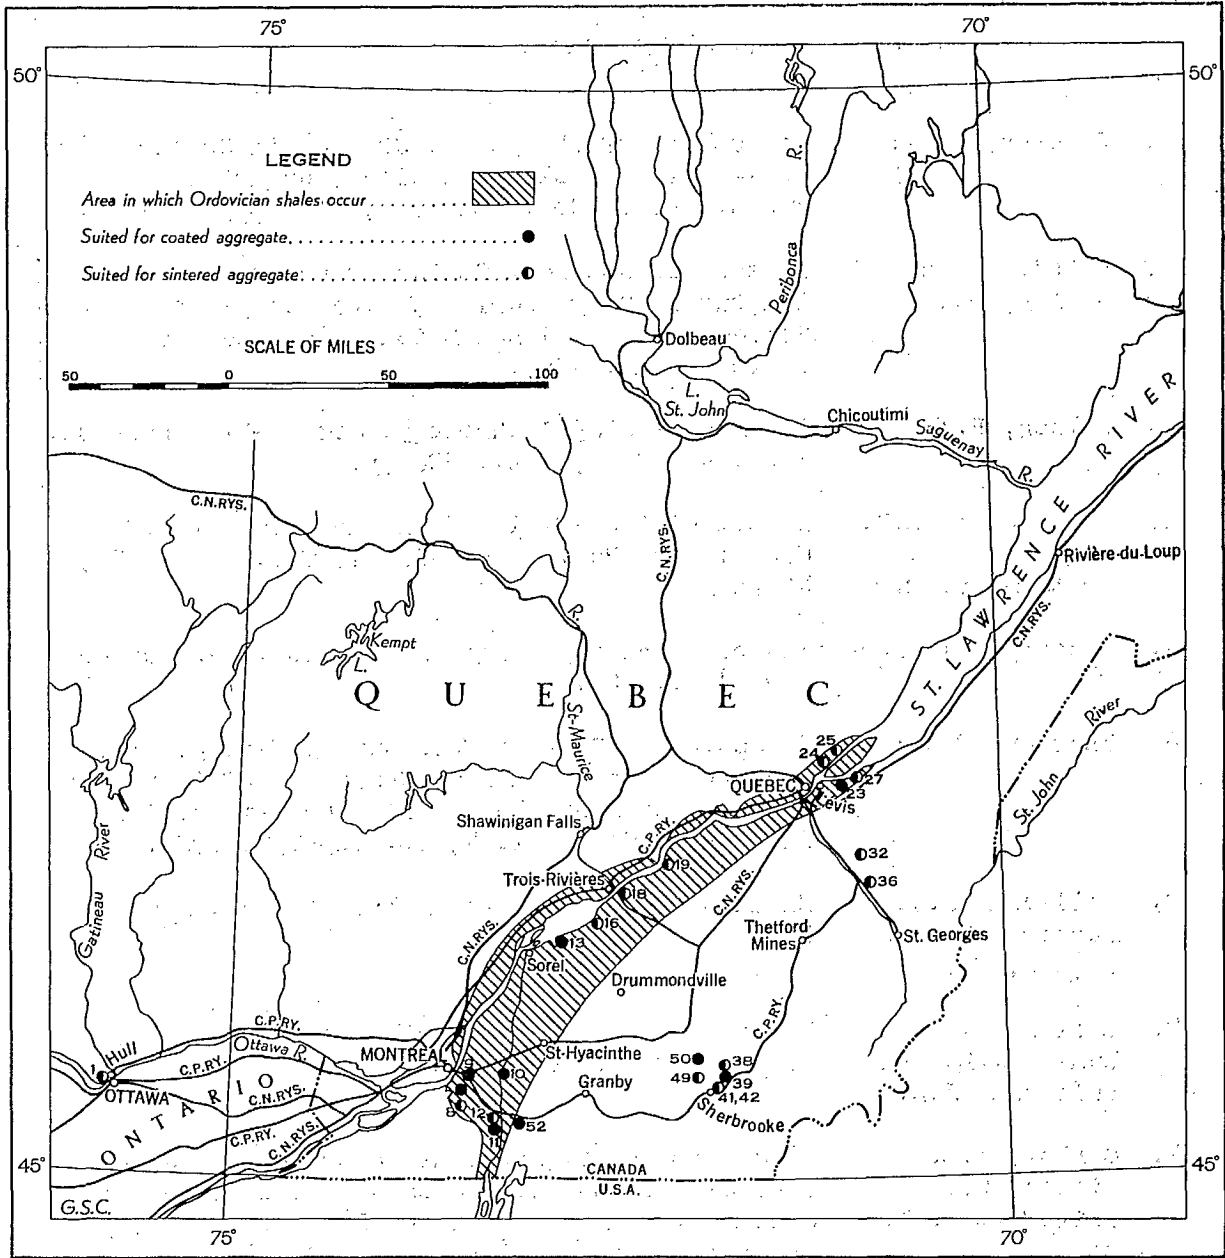 75°
70°
50°
50°
LEGEND
Area in which Ordovician shales occur
Suited for coated aggregate
Suited for sintered aggregate
SCALE OF MILES
50 0 50 100
R.
Peribonca
Dolbeau
L.
St. John
Chicoutimi
Saguenay
R.
ST. LAWRENCE RIVER
C.N.RYS.
C.N.RYS.
Rivière-du-Loup
C.N.RYS.
R.
Kempt
L.
QUEBEC
St-Maurice
St. John
River
25
24
27
23
QUEBEC
Levis
Shawinigan Falls
C.P.RY.
19
32
36
Trois-Rivières
18
16
C.N.RYS.
13
Thetford
Mines
St. Georges
Gatineau
River
C.N.RYS.
Sorel
Drummondville
C.P.RY.
C.P.RY.
Ottawa R.
MONTREAL
1
Hull
C.P.RY.
OTTAWA
C.N.RYS.
ONTARIO
C.P.RY.
C.N.RYS.
9
10
St-Hyacinthe
Granby
50
49
38
39
41,42
Sherbrooke
8
12
11
52
CANADA
U.S.A.
45°
45°
G.S.C.
75°
70°